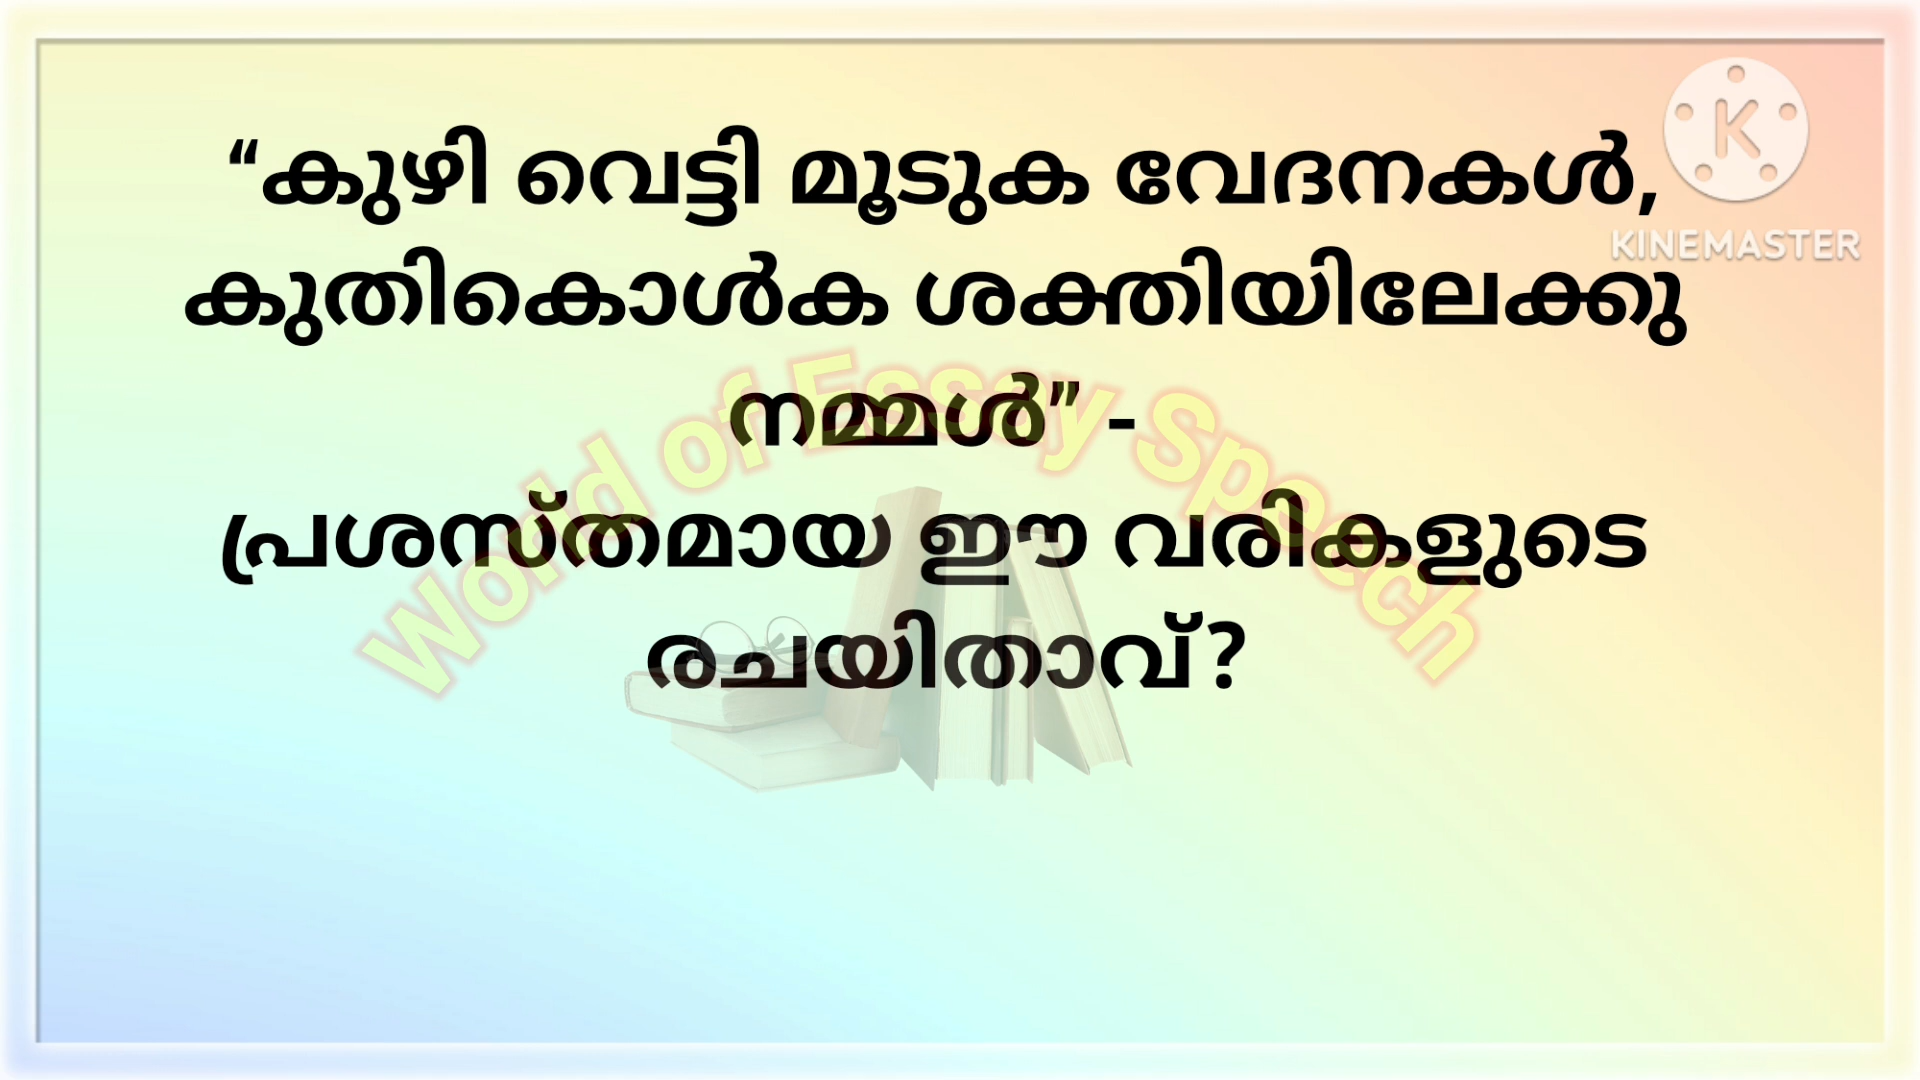 “കുഴി വെട്ടി മൂടുക വേദനകൾ,
കുതികൊൾക ശക്തിയിലേക്കു
നമ്മൾ” -
പ്രശസ്തമായ ഈ വരികളുടെ
രചയിതാവ്?
World of Essay Speech
KINEMASTER